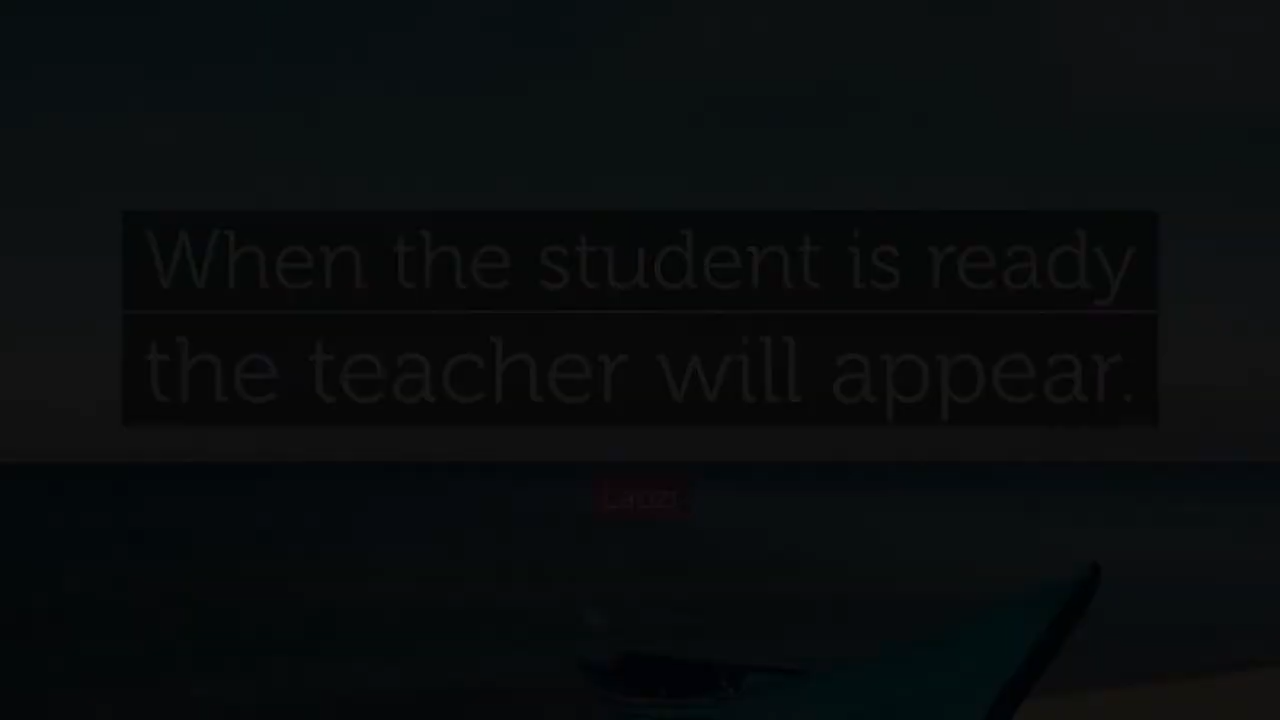 When the student is ready
the teacher will appear.